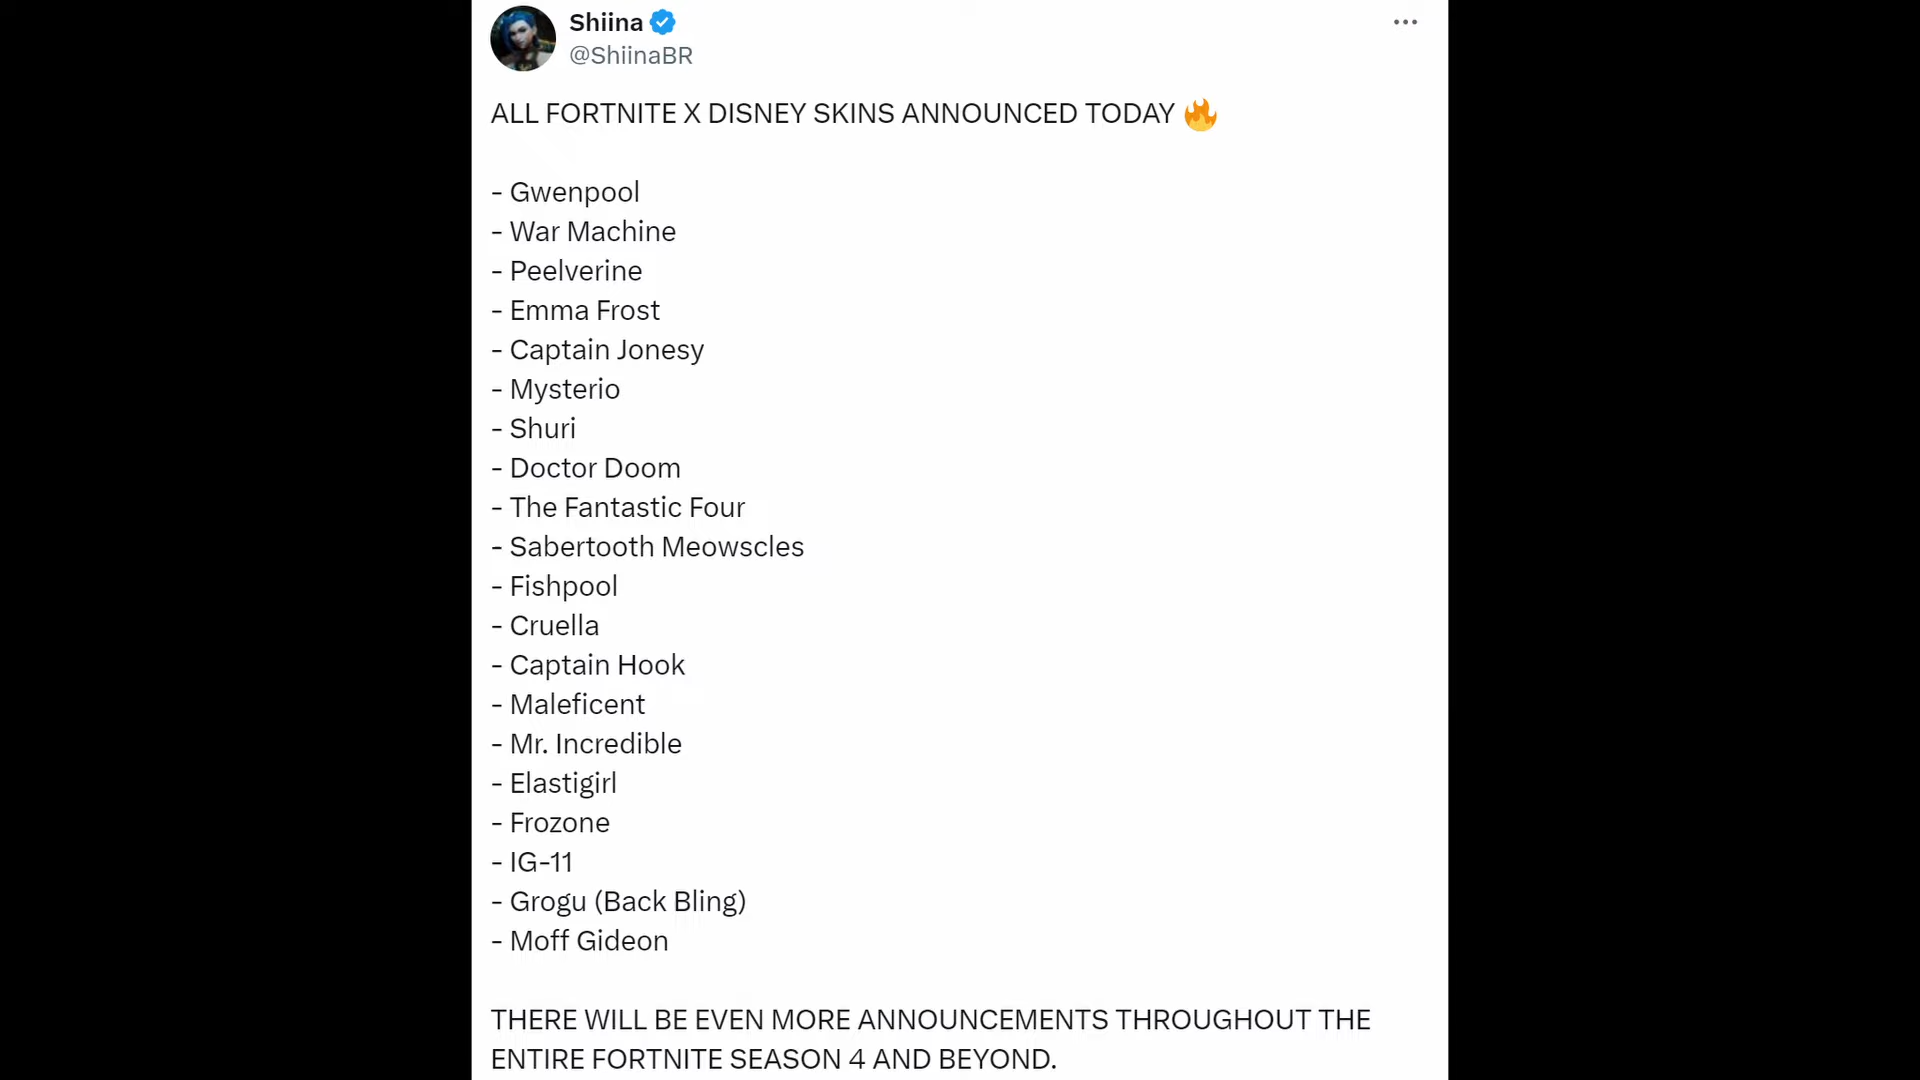 Shiina
@ShiinaBR
ALL FORTNITE X DISNEY SKINS ANNOUNCED TODAY 🔥
- Gwenpool
- War Machine
- Peelverine
- Emma Frost
- Captain Jonesy
- Mysterio
- Shuri
- Doctor Doom
- The Fantastic Four
- Sabertooth Meowscles
- Fishpool
- Cruella
- Captain Hook
- Maleficent
- Mr. Incredible
- Elastigirl
- Frozone
- IG-11
- Grogu (Back Bling)
- Moff Gideon
THERE WILL BE EVEN MORE ANNOUNCEMENTS THROUGHOUT THE
ENTIRE FORTNITE SEASON 4 AND BEYOND.